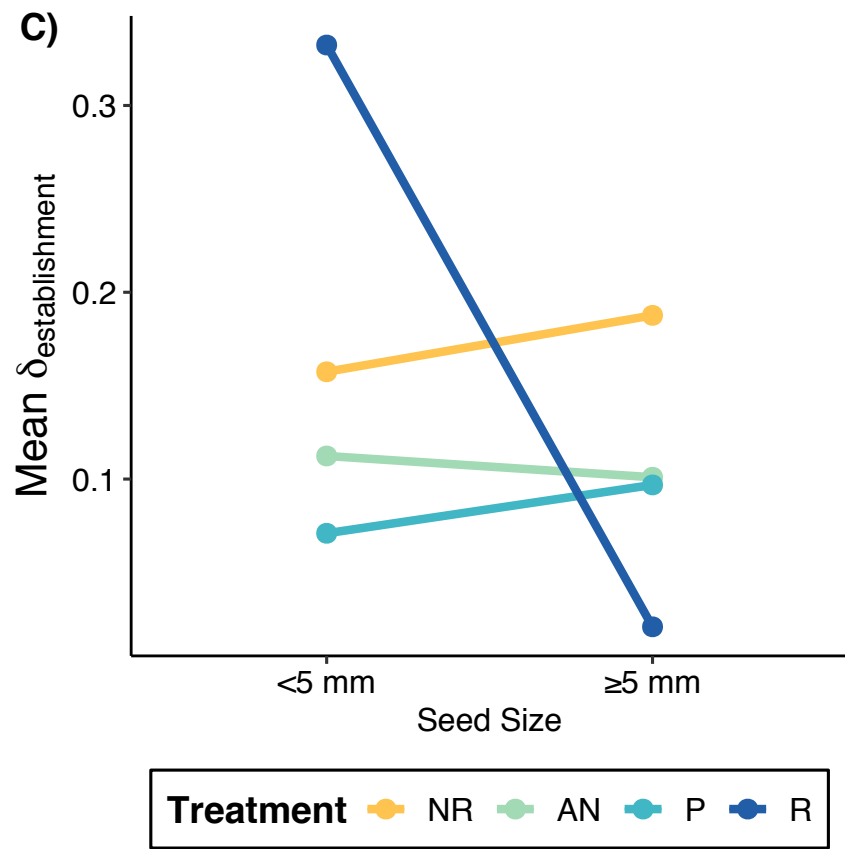 C)
Mean δestablishment
0.3
0.2
0.1
<5 mm ≥5 mm
Seed Size
Treatment NR AN P R